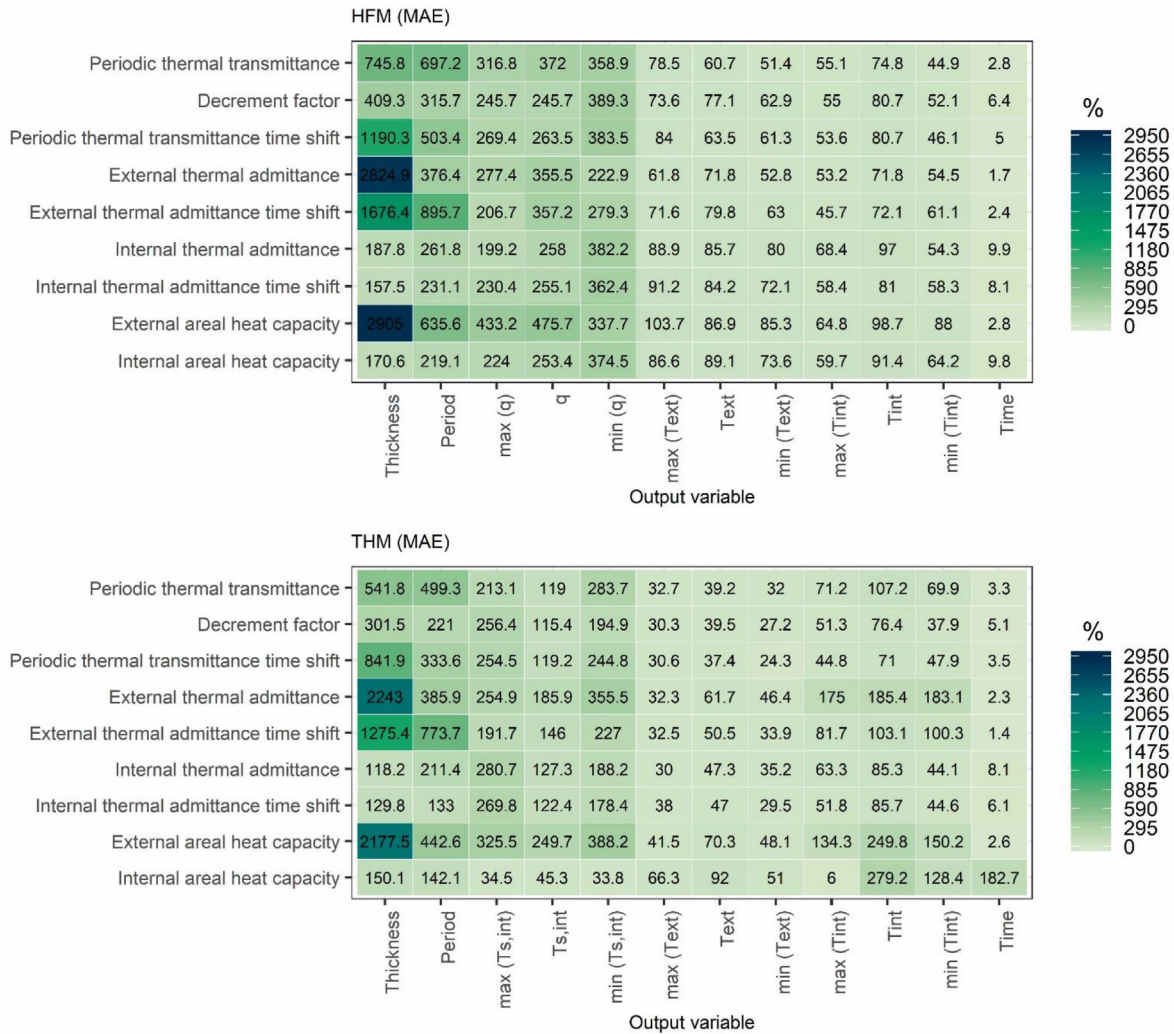 HFM (MAE)
Periodic thermal transmittance 745.8 697.2 316.8 372 358.9 78.5 60.7 51.4 55.1 74.8 44.9 2.8
Decrement factor 409.3 315.7 245.7 245.7 389.3 73.6 77.1 62.9 55 80.7 52.1 6.4
Periodic thermal transmittance time shift 1190.3 503.4 269.4 263.5 383.5 84 63.5 61.3 53.6 80.7 46.1 5
External thermal admittance 2824.9 376.4 277.4 355.5 222.9 61.8 71.8 52.8 53.2 71.8 54.5 1.7
External thermal admittance time shift 1676.4 895.7 206.7 357.2 279.3 71.6 79.8 63 45.7 72.1 61.1 2.4
Internal thermal admittance 187.8 261.8 199.2 258 382.2 88.9 85.7 80 68.4 97 54.3 9.9
Internal thermal admittance time shift 157.5 231.1 230.4 255.1 362.4 91.2 84.2 72.1 58.4 81 58.3 8.1
External areal heat capacity 2905 635.6 433.2 475.7 337.7 103.7 86.9 85.3 64.8 98.7 88 2.8
Internal areal heat capacity 170.6 219.1 224 253.4 374.5 86.6 89.1 73.6 59.7 91.4 64.2 9.8
Thickness Period max (q) q min (q) max (Text) Text min (Text) max (Tint) Tint min (Tint) Time
Output variable
%
2950
2655
2360
2065
1770
1475
1180
885
590
295
0
THM (MAE)
Periodic thermal transmittance 541.8 499.3 213.1 119 283.7 32.7 39.2 32 71.2 107.2 69.9 3.3
Decrement factor 301.5 221 256.4 115.4 194.9 30.3 39.5 27.2 51.3 76.4 37.9 5.1
Periodic thermal transmittance time shift 841.9 333.6 254.5 119.2 244.8 30.6 37.4 24.3 44.8 71 47.9 3.5
External thermal admittance 2243 385.9 254.9 185.9 355.5 32.3 61.7 46.4 175 185.4 183.1 2.3
External thermal admittance time shift 1275.4 773.7 191.7 146 227 32.5 50.5 33.9 81.7 103.1 100.3 1.4
Internal thermal admittance 118.2 211.4 280.7 127.3 188.2 30 47.3 35.2 63.3 85.3 44.1 8.1
Internal thermal admittance time shift 129.8 133 269.8 122.4 178.4 38 47 29.5 51.8 85.7 44.6 6.1
External areal heat capacity 2177.5 442.6 325.5 249.7 388.2 41.5 70.3 48.1 134.3 249.8 150.2 2.6
Internal areal heat capacity 150.1 142.1 34.5 45.3 33.8 66.3 92 51 6 279.2 128.4 182.7
Thickness Period max (Ts,int) Ts,int min (Ts,int) max (Text) Text min (Text) max (Tint) Tint min (Tint) Time
Output variable
%
2950
2655
2360
2065
1770
1475
1180
885
590
295
0